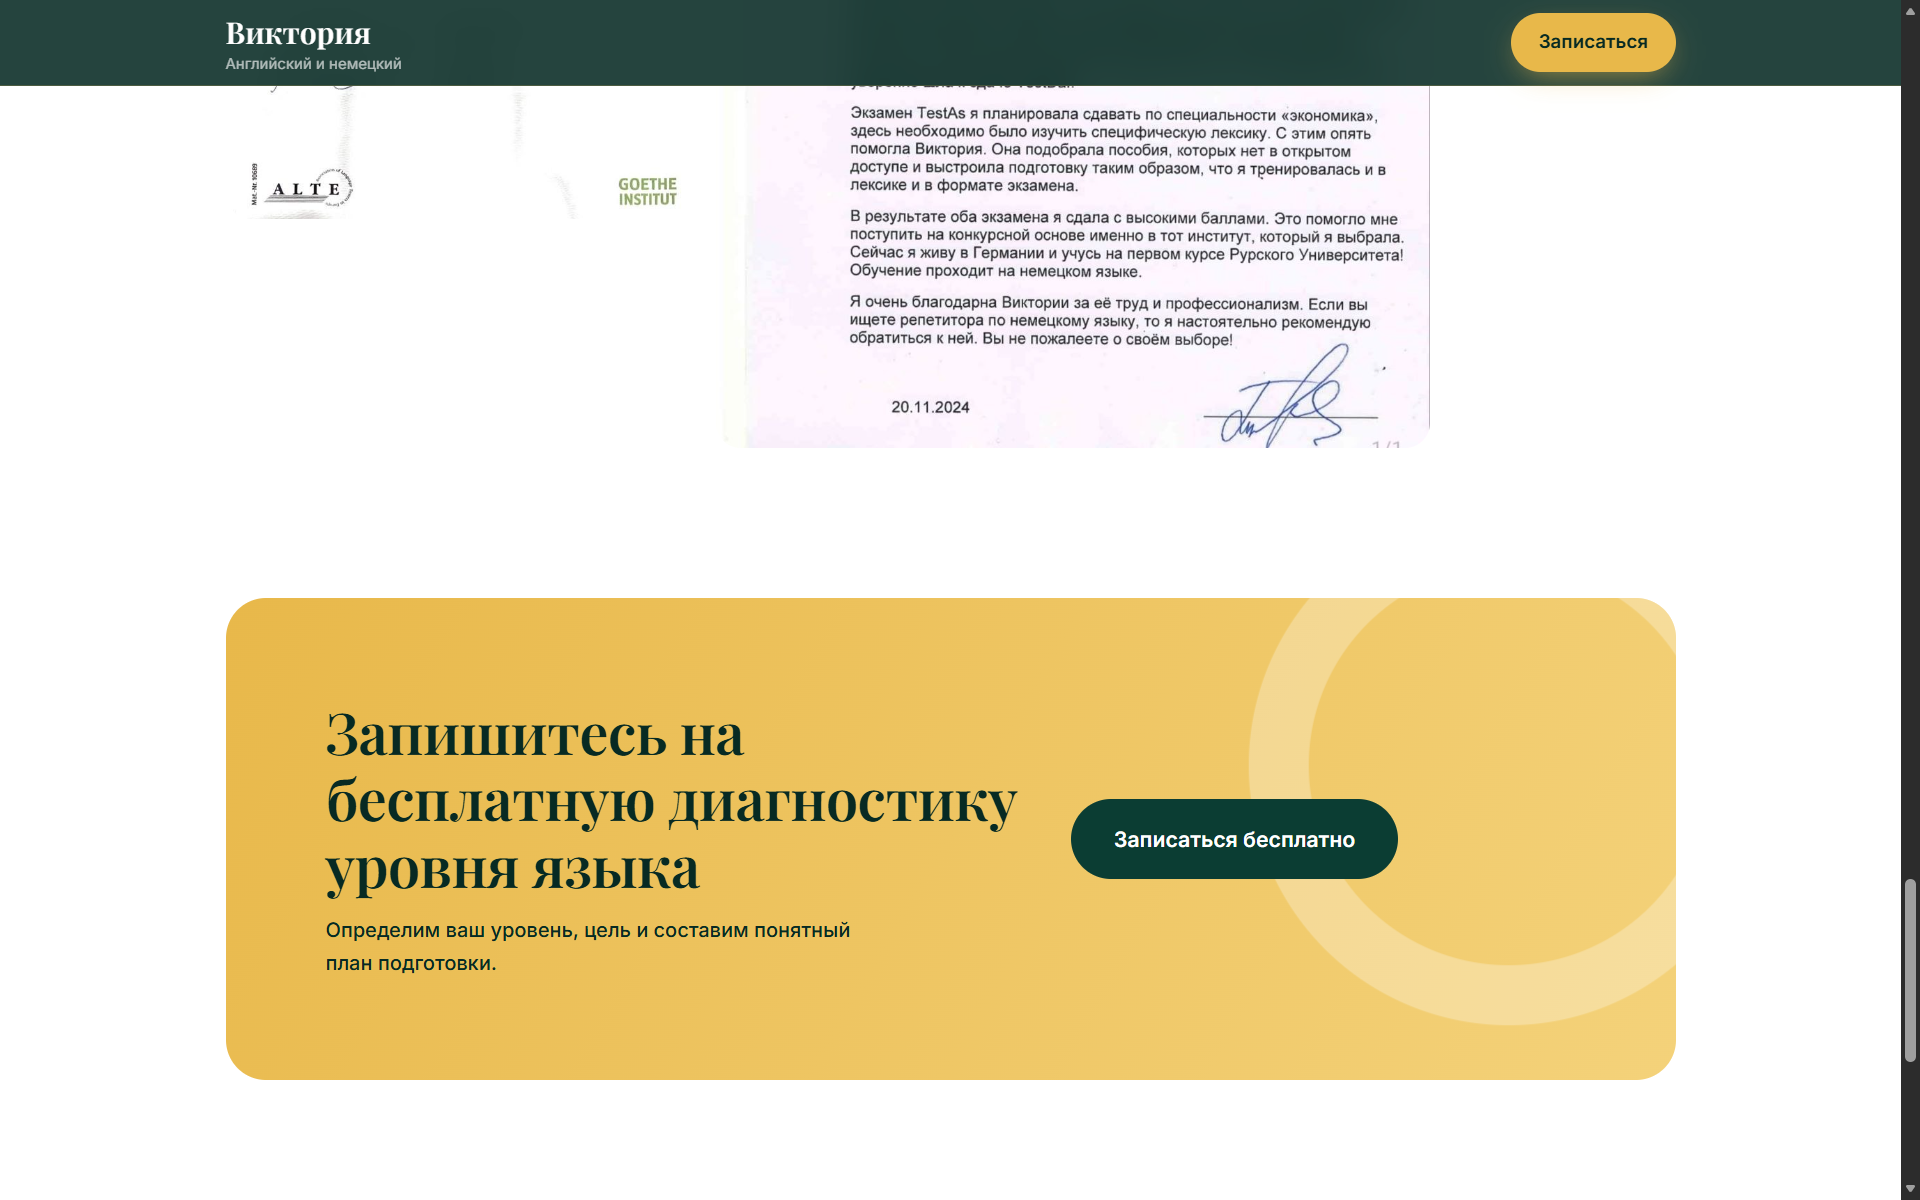 Виктория
Английский и немецкий
Записаться
Mat.-Nr. 10689
ALTE
GOETHE
INSTITUT
Экзамен TestAs я планировала сдавать по специальности «экономика»,
здесь необходимо было изучить специфическую лексику. С этим опять
помогла Виктория. Она подобрала пособия, которых нет в открытом
доступе и выстроила подготовку таким образом, что я тренировалась и в
лексике и в формате экзамена.
В результате оба экзамена я сдала с высокими баллами. Это помогло мне
поступить на конкурсной основе именно в тот институт, который я выбрала.
Сейчас я живу в Германии и учусь на первом курсе Рурского Университета!
Обучение проходит на немецком языке.
Я очень благодарна Виктории за её труд и профессионализм. Если вы
ищете репетитора по немецкому языку, то я настоятельно рекомендую
обратиться к ней. Вы не пожалеете о своём выборе!
20.11.2024
1/1
Запишитесь на
бесплатную диагностику
уровня языка
Определим ваш уровень, цель и составим понятный
план подготовки.
Записаться бесплатно